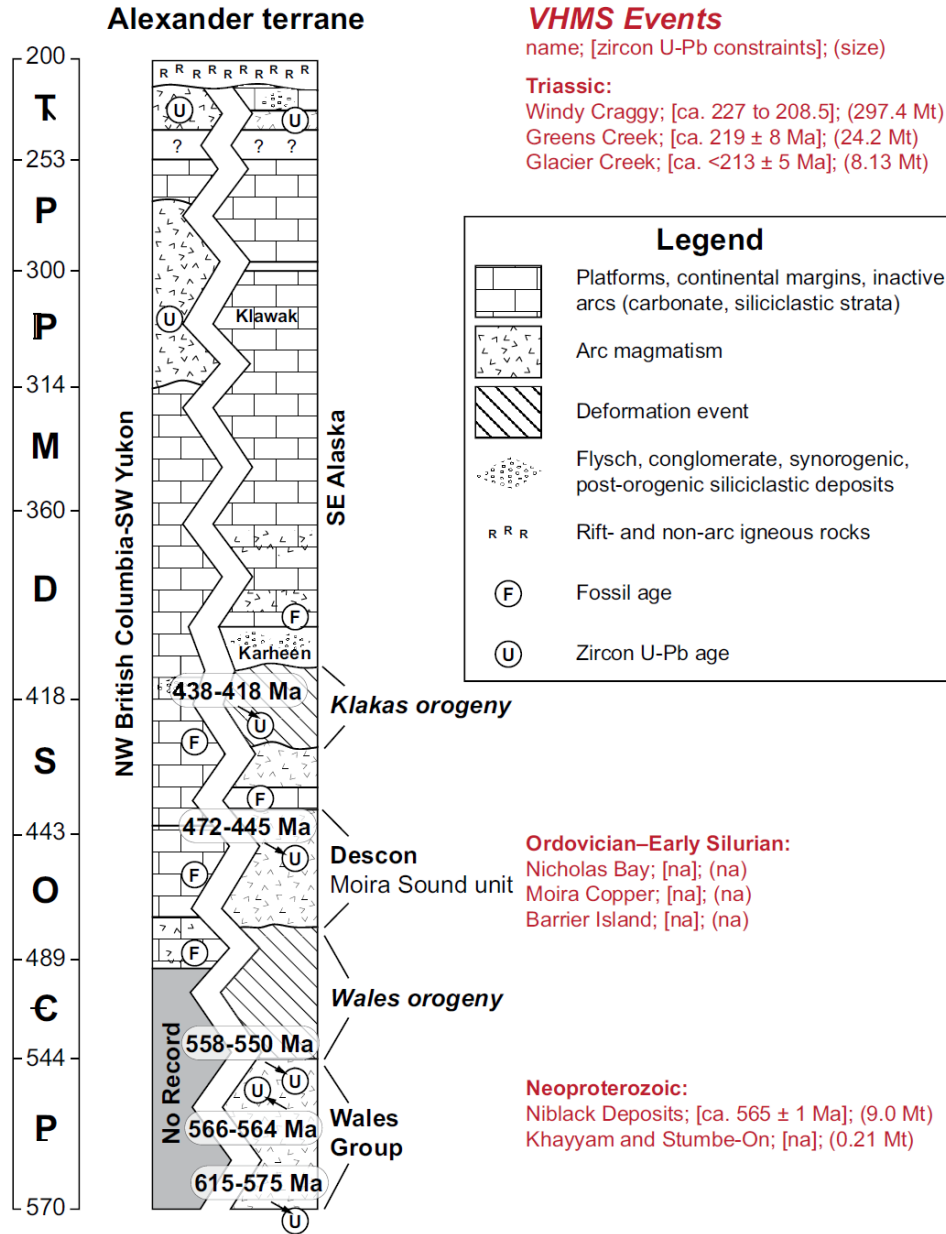 Alexander terrane
VHMS Events
name; [zircon U-Pb constraints]; (size)
Triassic:
Windy Craggy; [ca. 227 to 208.5]; (297.4 Mt)
Greens Creek; [ca. 219 ± 8 Ma]; (24.2 Mt)
Glacier Creek; [ca. <213 ± 5 Ma]; (8.13 Mt)
200
R R R R R R R R R
T
U
U
? ? ?
253
P
300
P
U
Klawak
314
M
360
D
F
Karheen
418
438-418 Ma
U
Klakas orogeny
F
S
F
443
472-445 Ma
U
Descon
Moira Sound unit
F
O
F
489
Wales orogeny
Є
544
558-550 Ma
U
U
566-564 Ma
P
Wales
Group
615-575 Ma
570
U
NW British Columbia-SW Yukon
SE Alaska
No Record
Legend
Platforms, continental margins, inactive
arcs (carbonate, siliciclastic strata)
Arc magmatism
Deformation event
Flysch, conglomerate, synorogenic,
post-orogenic siliciclastic deposits
R R R Rift- and non-arc igneous rocks
F Fossil age
U Zircon U-Pb age
Ordovician–Early Silurian:
Nicholas Bay; [na]; (na)
Moira Copper; [na]; (na)
Barrier Island; [na]; (na)
Neoproterozoic:
Niblack Deposits; [ca. 565 ± 1 Ma]; (9.0 Mt)
Khayyam and Stumbe-On; [na]; (0.21 Mt)